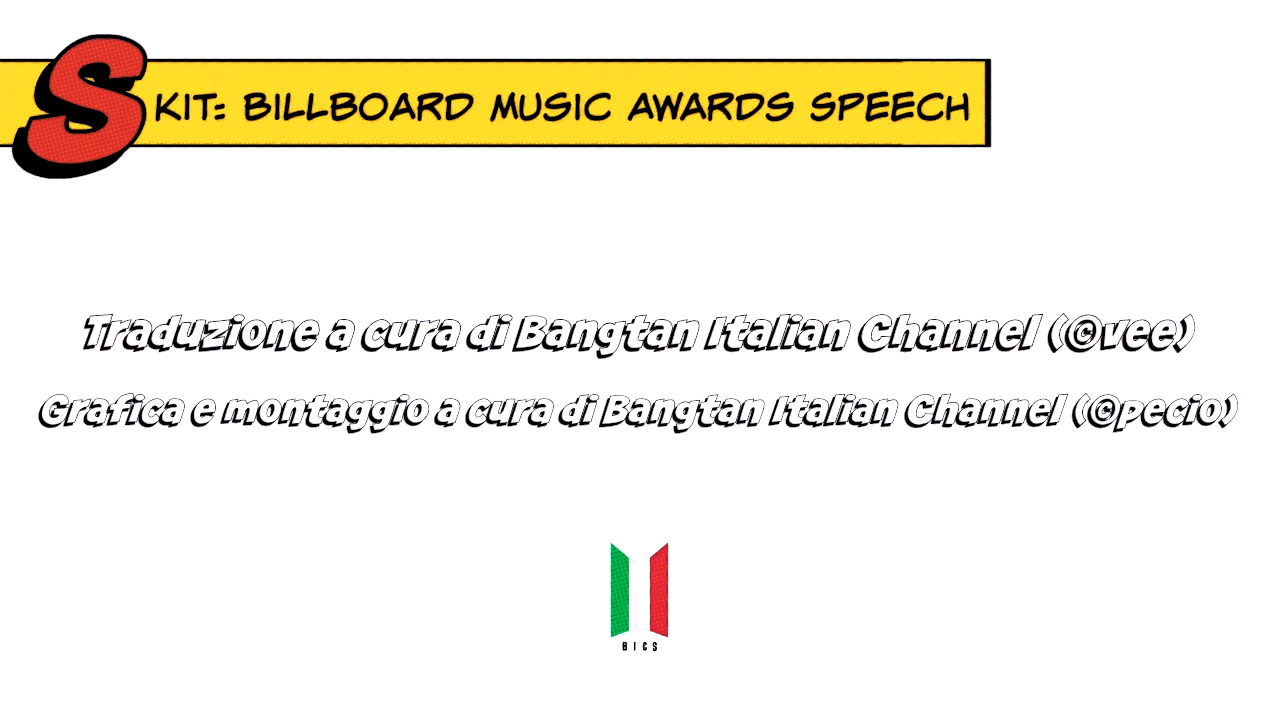 SKIT: BILLBOARD MUSIC AWARDS SPEECH
Traduzione a cura di Bangtan Italian Channel (©vee)
Grafica e montaggio a cura di Bangtan Italian Channel (©pecio)
BICS